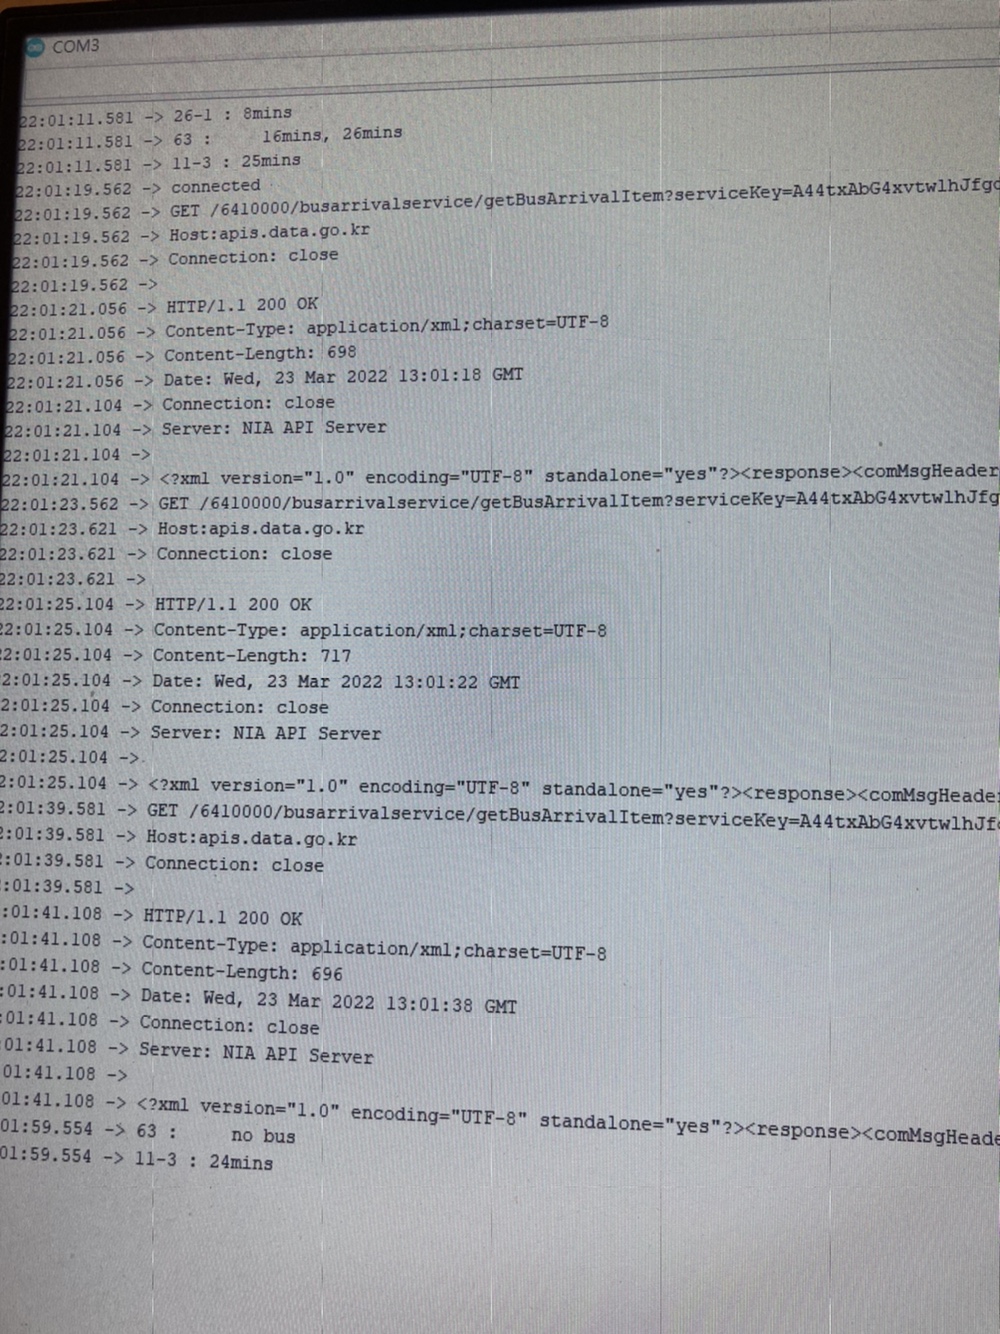 COM3
22:01:11.581 -> 26-1 : 8mins
22:01:11.581 -> 63 : 16mins, 26mins
22:01:11.581 -> 11-3 : 25mins
22:01:19.562 -> connected
22:01:19.562 -> GET /6410000/busarrivalservice/getBusArrivalItem?serviceKey=A44txAbG4xvtwlhJfgc
22:01:19.562 -> Host:apis.data.go.kr
22:01:19.562 -> Connection: close
22:01:19.562 ->
22:01:21.056 -> HTTP/1.1 200 OK
22:01:21.056 -> Content-Type: application/xml;charset=UTF-8
22:01:21.056 -> Content-Length: 698
22:01:21.056 -> Date: Wed, 23 Mar 2022 13:01:18 GMT
22:01:21.104 -> Connection: close
22:01:21.104 -> Server: NIA API Server
22:01:21.104 ->
22:01:21.104 -> <?xml version="1.0" encoding="UTF-8" standalone="yes"?><response><comMsgHeader
22:01:23.562 -> GET /6410000/busarrivalservice/getBusArrivalItem?serviceKey=A44txAbG4xvtwlhJfg
22:01:23.621 -> Host:apis.data.go.kr
22:01:23.621 -> Connection: close
22:01:23.621 ->
22:01:25.104 -> HTTP/1.1 200 OK
22:01:25.104 -> Content-Type: application/xml;charset=UTF-8
2:01:25.104 -> Content-Length: 717
2:01:25.104 -> Date: Wed, 23 Mar 2022 13:01:22 GMT
2:01:25.104 -> Connection: close
2:01:25.104 -> Server: NIA API Server
2:01:25.104 ->
2:01:25.104 -> <?xml version="1.0" encoding="UTF-8" standalone="yes"?><response><comMsgHeade
2:01:39.581 -> GET /6410000/busarrivalservice/getBusArrivalItem?serviceKey=A44txAbG4xvtwlhJf
2:01:39.581 -> Host:apis.data.go.kr
:01:39.581 -> Connection: close
:01:39.581 ->
:01:41.108 -> HTTP/1.1 200 OK
:01:41.108 -> Content-Type: application/xml;charset=UTF-8
:01:41.108 -> Content-Length: 696
:01:41.108 -> Date: Wed, 23 Mar 2022 13:01:38 GMT
:01:41.108 -> Connection: close
01:41.108 -> Server: NIA API Server
01:41.108 ->
01:41.108 -> <?xml version="1.0" encoding="UTF-8" standalone="yes"?><response><comMsgHeade
01:59.554 -> 63 : no bus
01:59.554 -> 11-3 : 24mins